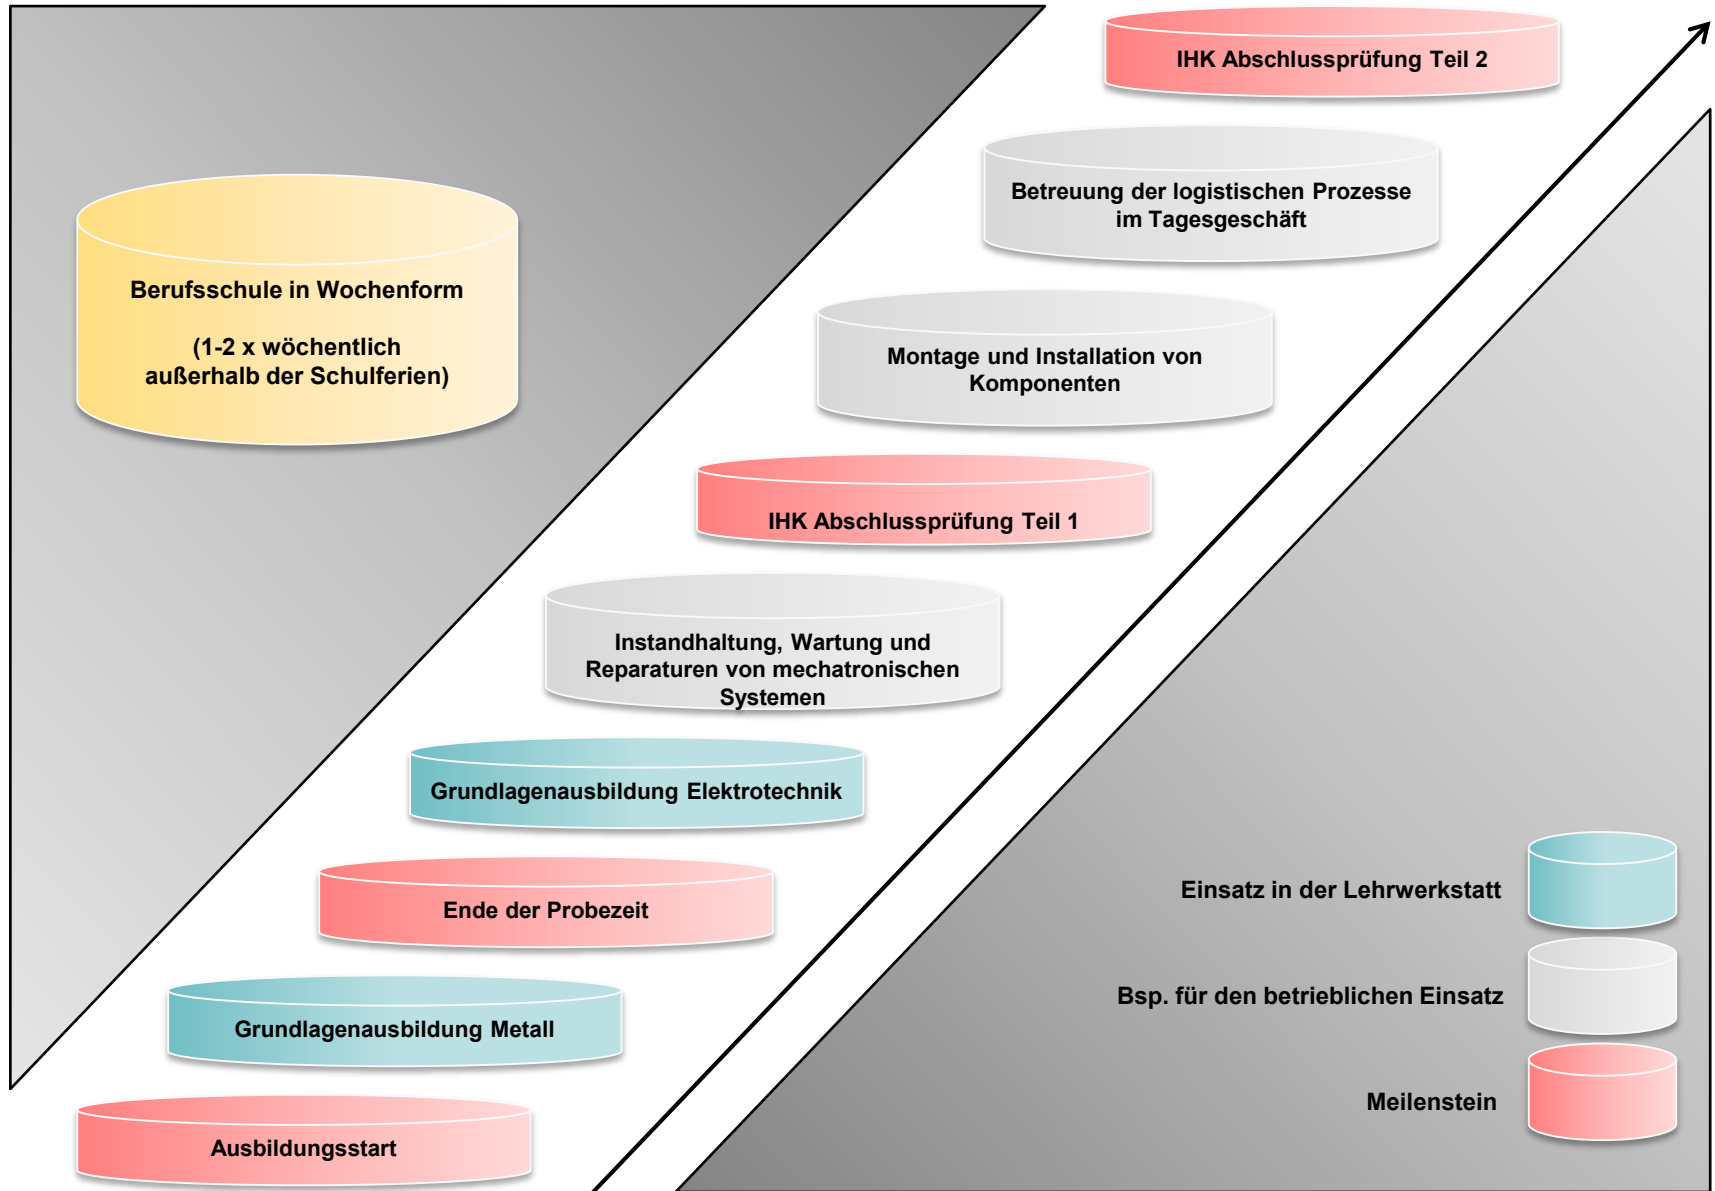 IHK Abschlussprüfung Teil 2
Betreuung der logistischen Prozesse
im Tagesgeschäft
Berufsschule in Wochenform
(1-2 x wöchentlich
außerhalb der Schulferien)
Montage und Installation von
Komponenten
IHK Abschlussprüfung Teil 1
Instandhaltung, Wartung und
Reparaturen von mechatronischen
Systemen
Grundlagenausbildung Elektrotechnik
Ende der Probezeit
Grundlagenausbildung Metall
Ausbildungsstart
Einsatz in der Lehrwerkstatt
Bsp. für den betrieblichen Einsatz
Meilenstein